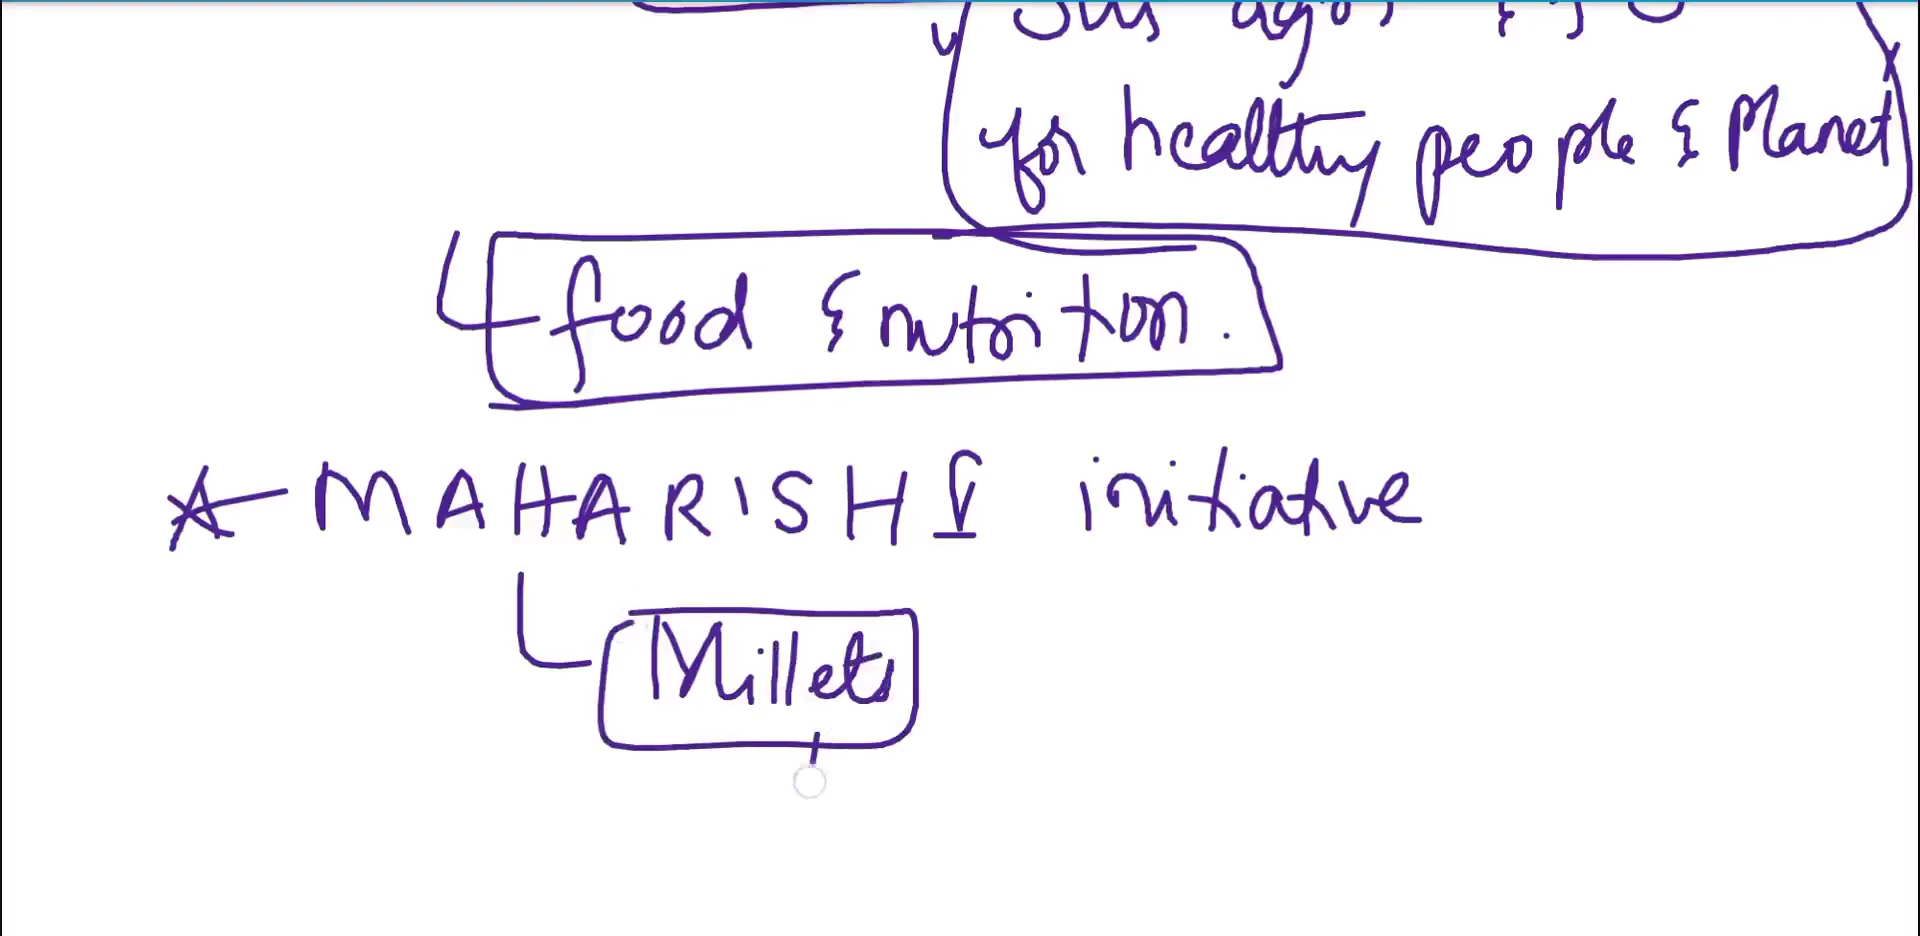 for healthy people & Planet
food & nutrition.
MAHARISHI initiative
Millets